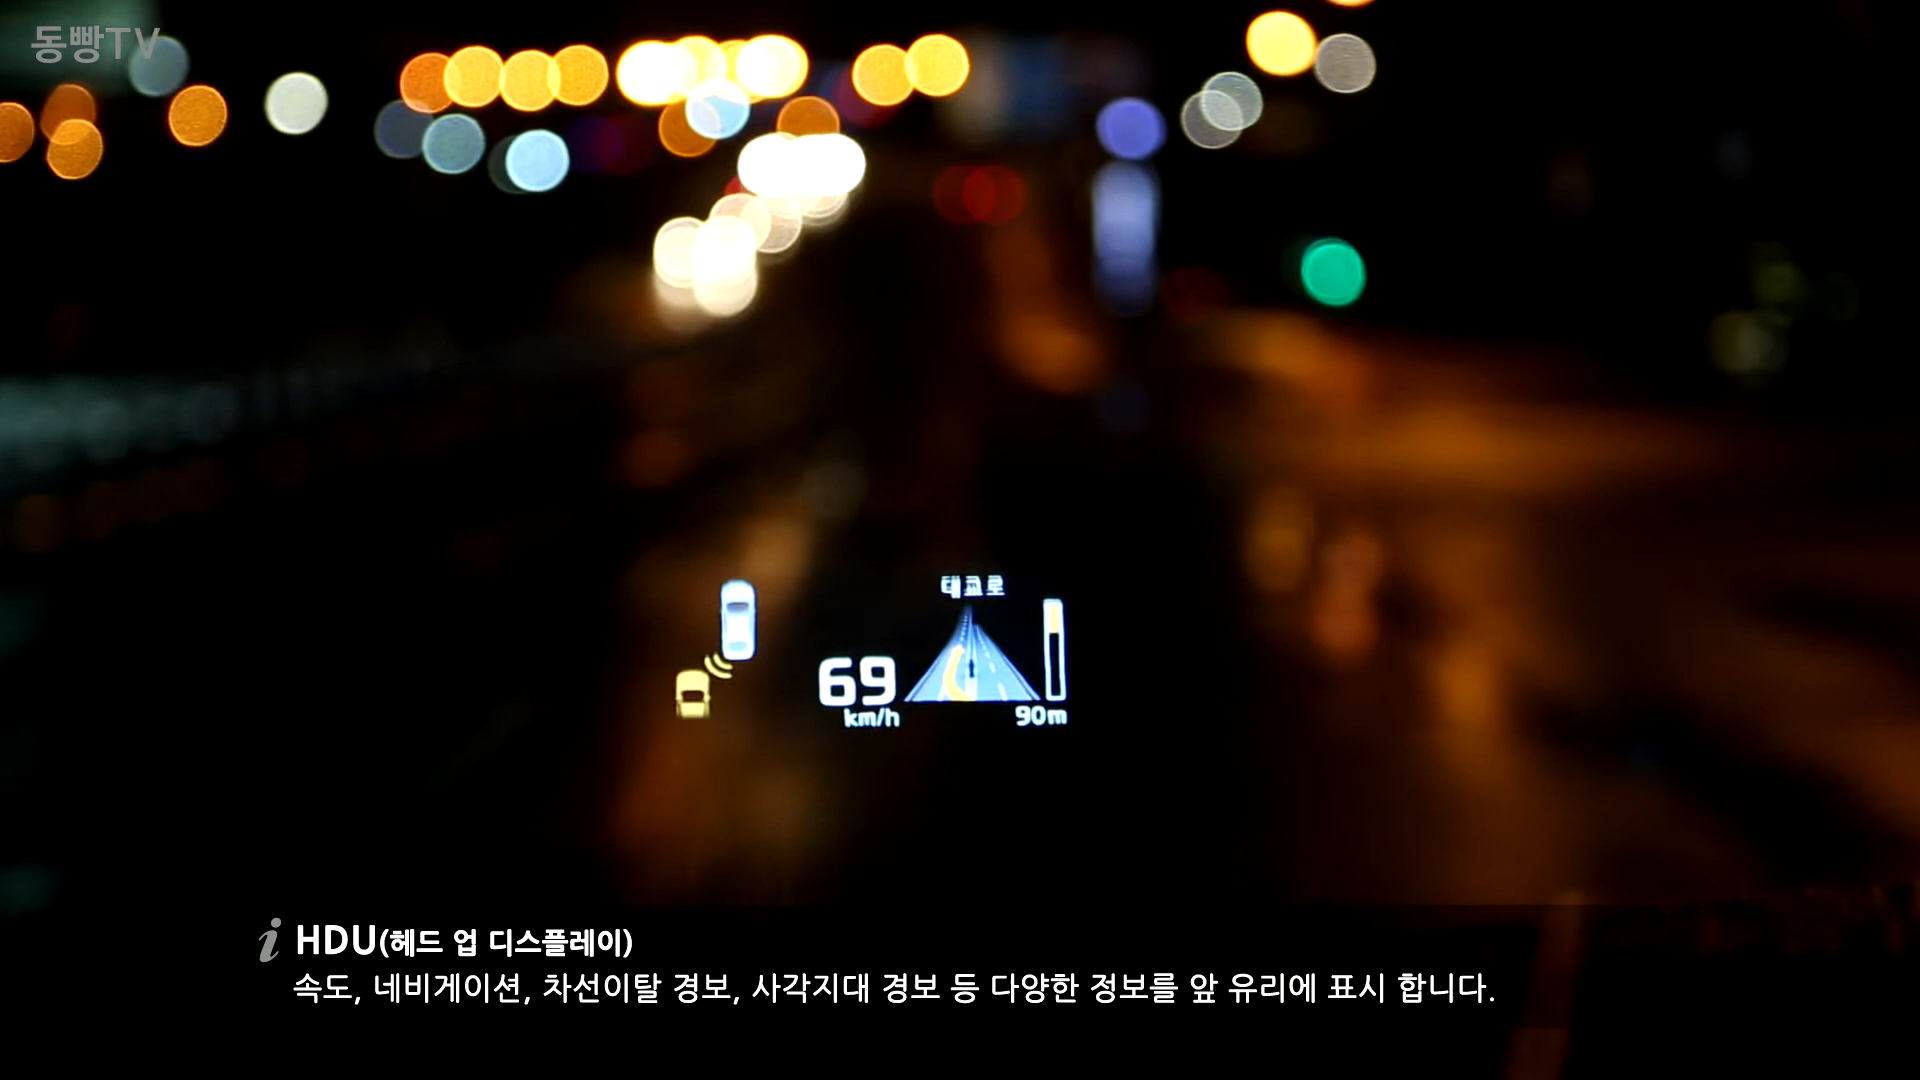 동빵TV
태교로
69
km/h
90m
i HDU(헤드 업 디스플레이)
속도, 네비게이션, 차선이탈 경보, 사각지대 경보 등 다양한 정보를 앞 유리에 표시 합니다.